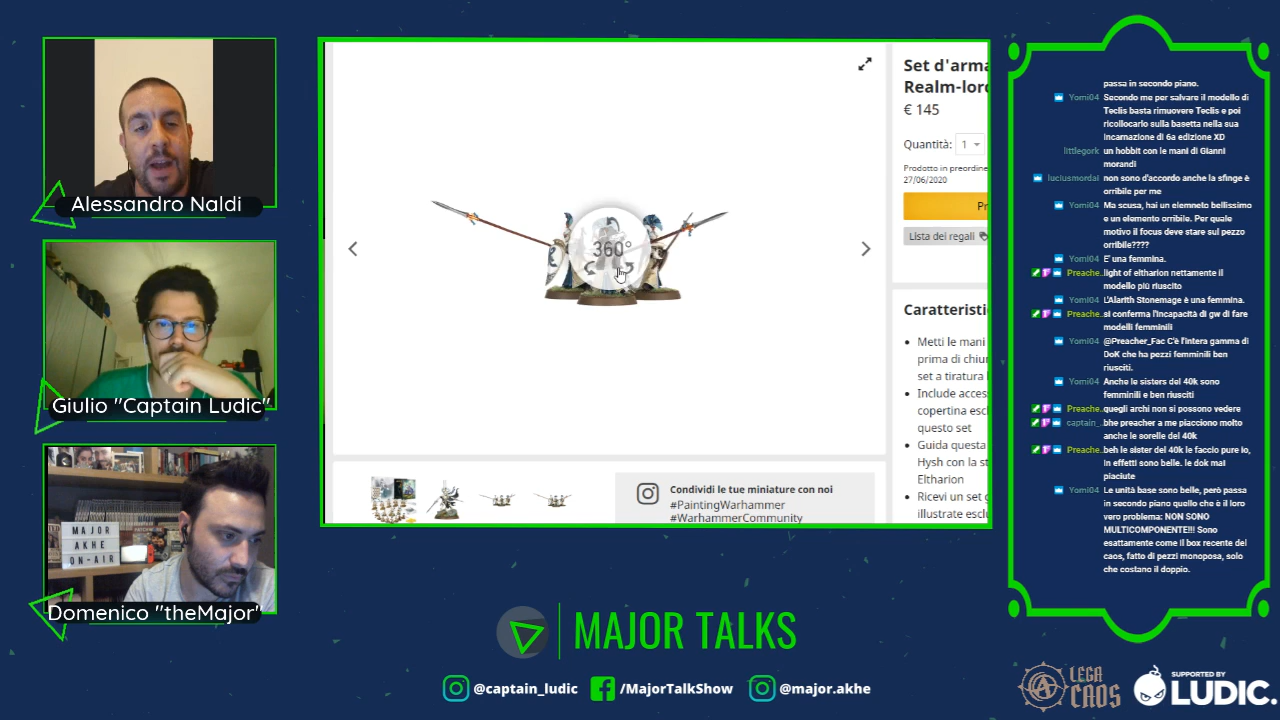 Alessandro Naldi
Giulio "Captain Ludic"
MAJOR
AKHE
ON-AIR
Domenico "theMajor"
360°
Set d'arma
Realm-lord
€ 145
Quantità: 1
Prodotto in preordine
27/06/2020
Pr
Lista dei regali
Caratteristi
Metti le mani
prima di chiu
set a tiratura l
Include acces
copertina escl
questo set
Guida questa
Hysh con la st
Eltharion
Ricevi un set d
illustrate esclu
Condividi le tue miniature con noi
#PaintingWarhammer
#WarhammerCommunity
passa in secondo piano.
Yomi04 Secondo me per salvare il modello di
Teclis basta rimuovere Teclis e poi
ricollocarlo sulla basetta nella sua
incarnazione di 6a edizione XD
littlegork un hobbit con le mani di Gianni
morandi
luciusmordai non sono d'accordo anche la sfinge è
orribile per me
Yomi04 Ma scusa, hai un elemneto bellissimo
e un elemento orribile. Per quale
motivo il focus deve stare sul pezzo
orribile????
Yomi04 E' una femmina.
Preache.. light of eltharion nettamente il
modello più riuscito
Yomi04 L'Alarith Stonemage è una femmina.
Preache.. si conferma l'incapacità di gw di fare
modelli femminili
Yomi04 @Preacher_Fac C'è l'intera gamma di
DoK che ha pezzi femminili ben
riusciti.
Yomi04 Anche le sisters del 40k sono
femminili e ben riusciti
Preache.. quegli archi non si possono vedere
captain_.. bhe preacher a me piacciono molto
anche le sorelle del 40k
Preache.. beh le sister del 40k le faccio pure io,
in effetti sono belle. le dok mai
piaciute
Yomi04 Le unità base sono belle, però passa
in secondo piano quello che è il loro
vero problema: NON SONO
MULTICOMPONENTE!!! Sono
esattamente come il box recente del
caos, fatto di pezzi monoposa, solo
che costano il doppio.
MAJOR TALKS
@captain_ludic /MajorTalkShow @major.akhe
LEGA
CAOS
SUPPORTED BY
LUDIC.